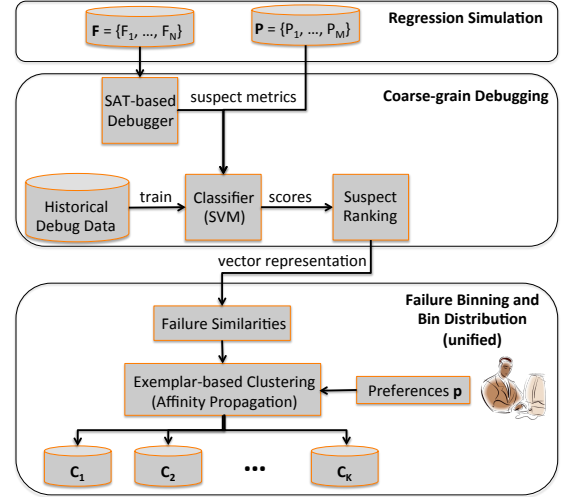 Regression Simulation
F = {F1, …, FN}
P = {P1, …, PM}
SAT-based
Debugger
suspect metrics
Coarse-grain Debugging
Historical
Debug Data
train
Classifier
(SVM)
scores
Suspect
Ranking
vector representation
Failure Binning and
Bin Distribution
(unified)
Failure Similarities
Exemplar-based Clustering
(Affinity Propagation)
Preferences p
C1
C2
•••
CK